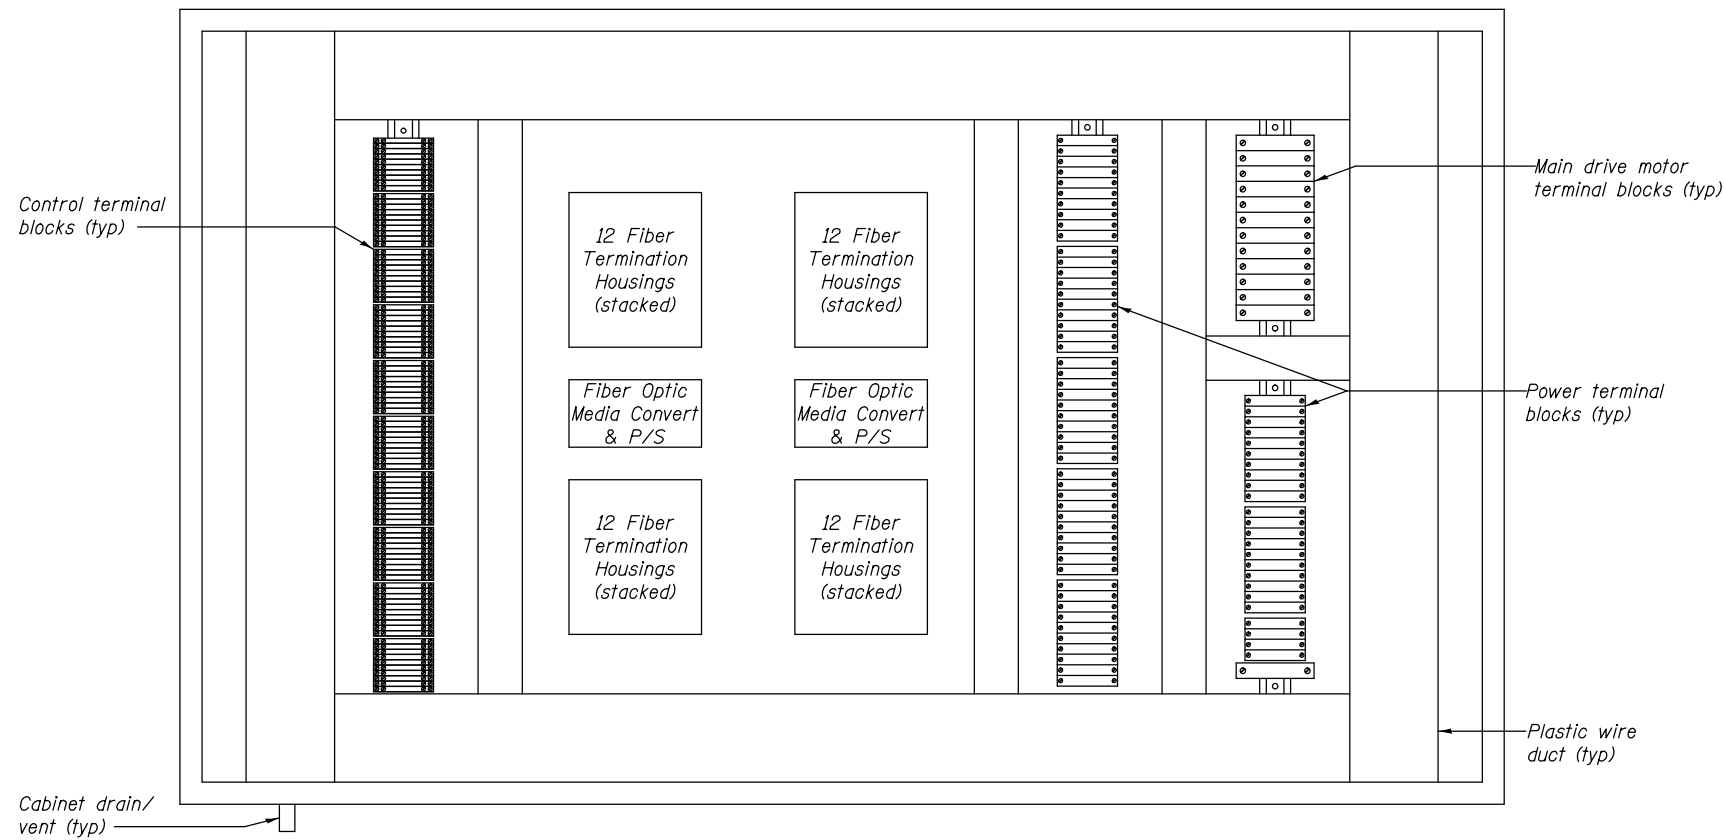 Control terminal
blocks (typ)
12 Fiber
Termination
Housings
(stacked)
12 Fiber
Termination
Housings
(stacked)
Fiber Optic
Media Convert
& P/S
Fiber Optic
Media Convert
& P/S
12 Fiber
Termination
Housings
(stacked)
12 Fiber
Termination
Housings
(stacked)
Main drive motor
terminal blocks (typ)
Power terminal
blocks (typ)
Plastic wire
duct (typ)
Cabinet drain/
vent (typ)